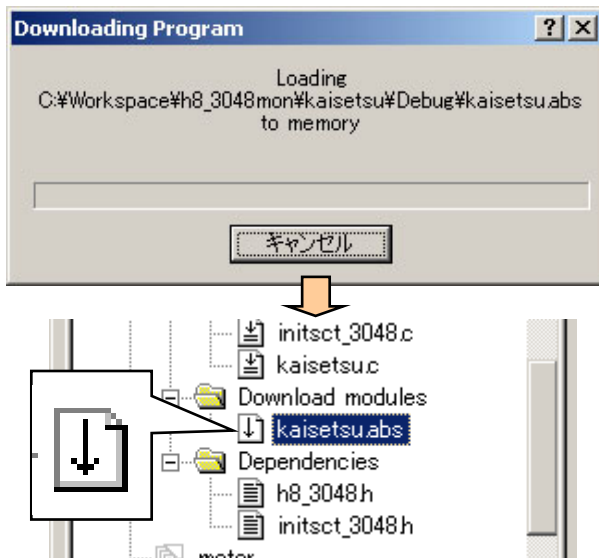 Downloading Program
Loading
C:¥Workspace¥h8_3048mon¥kaisetsu¥Debug¥kaisetsu.abs
to memory
キャンセル
initsct_3048.c
kaisetsu.c
Download modules
kaisetsu.abs
Dependencies
h8_3048.h
initsct_3048.h